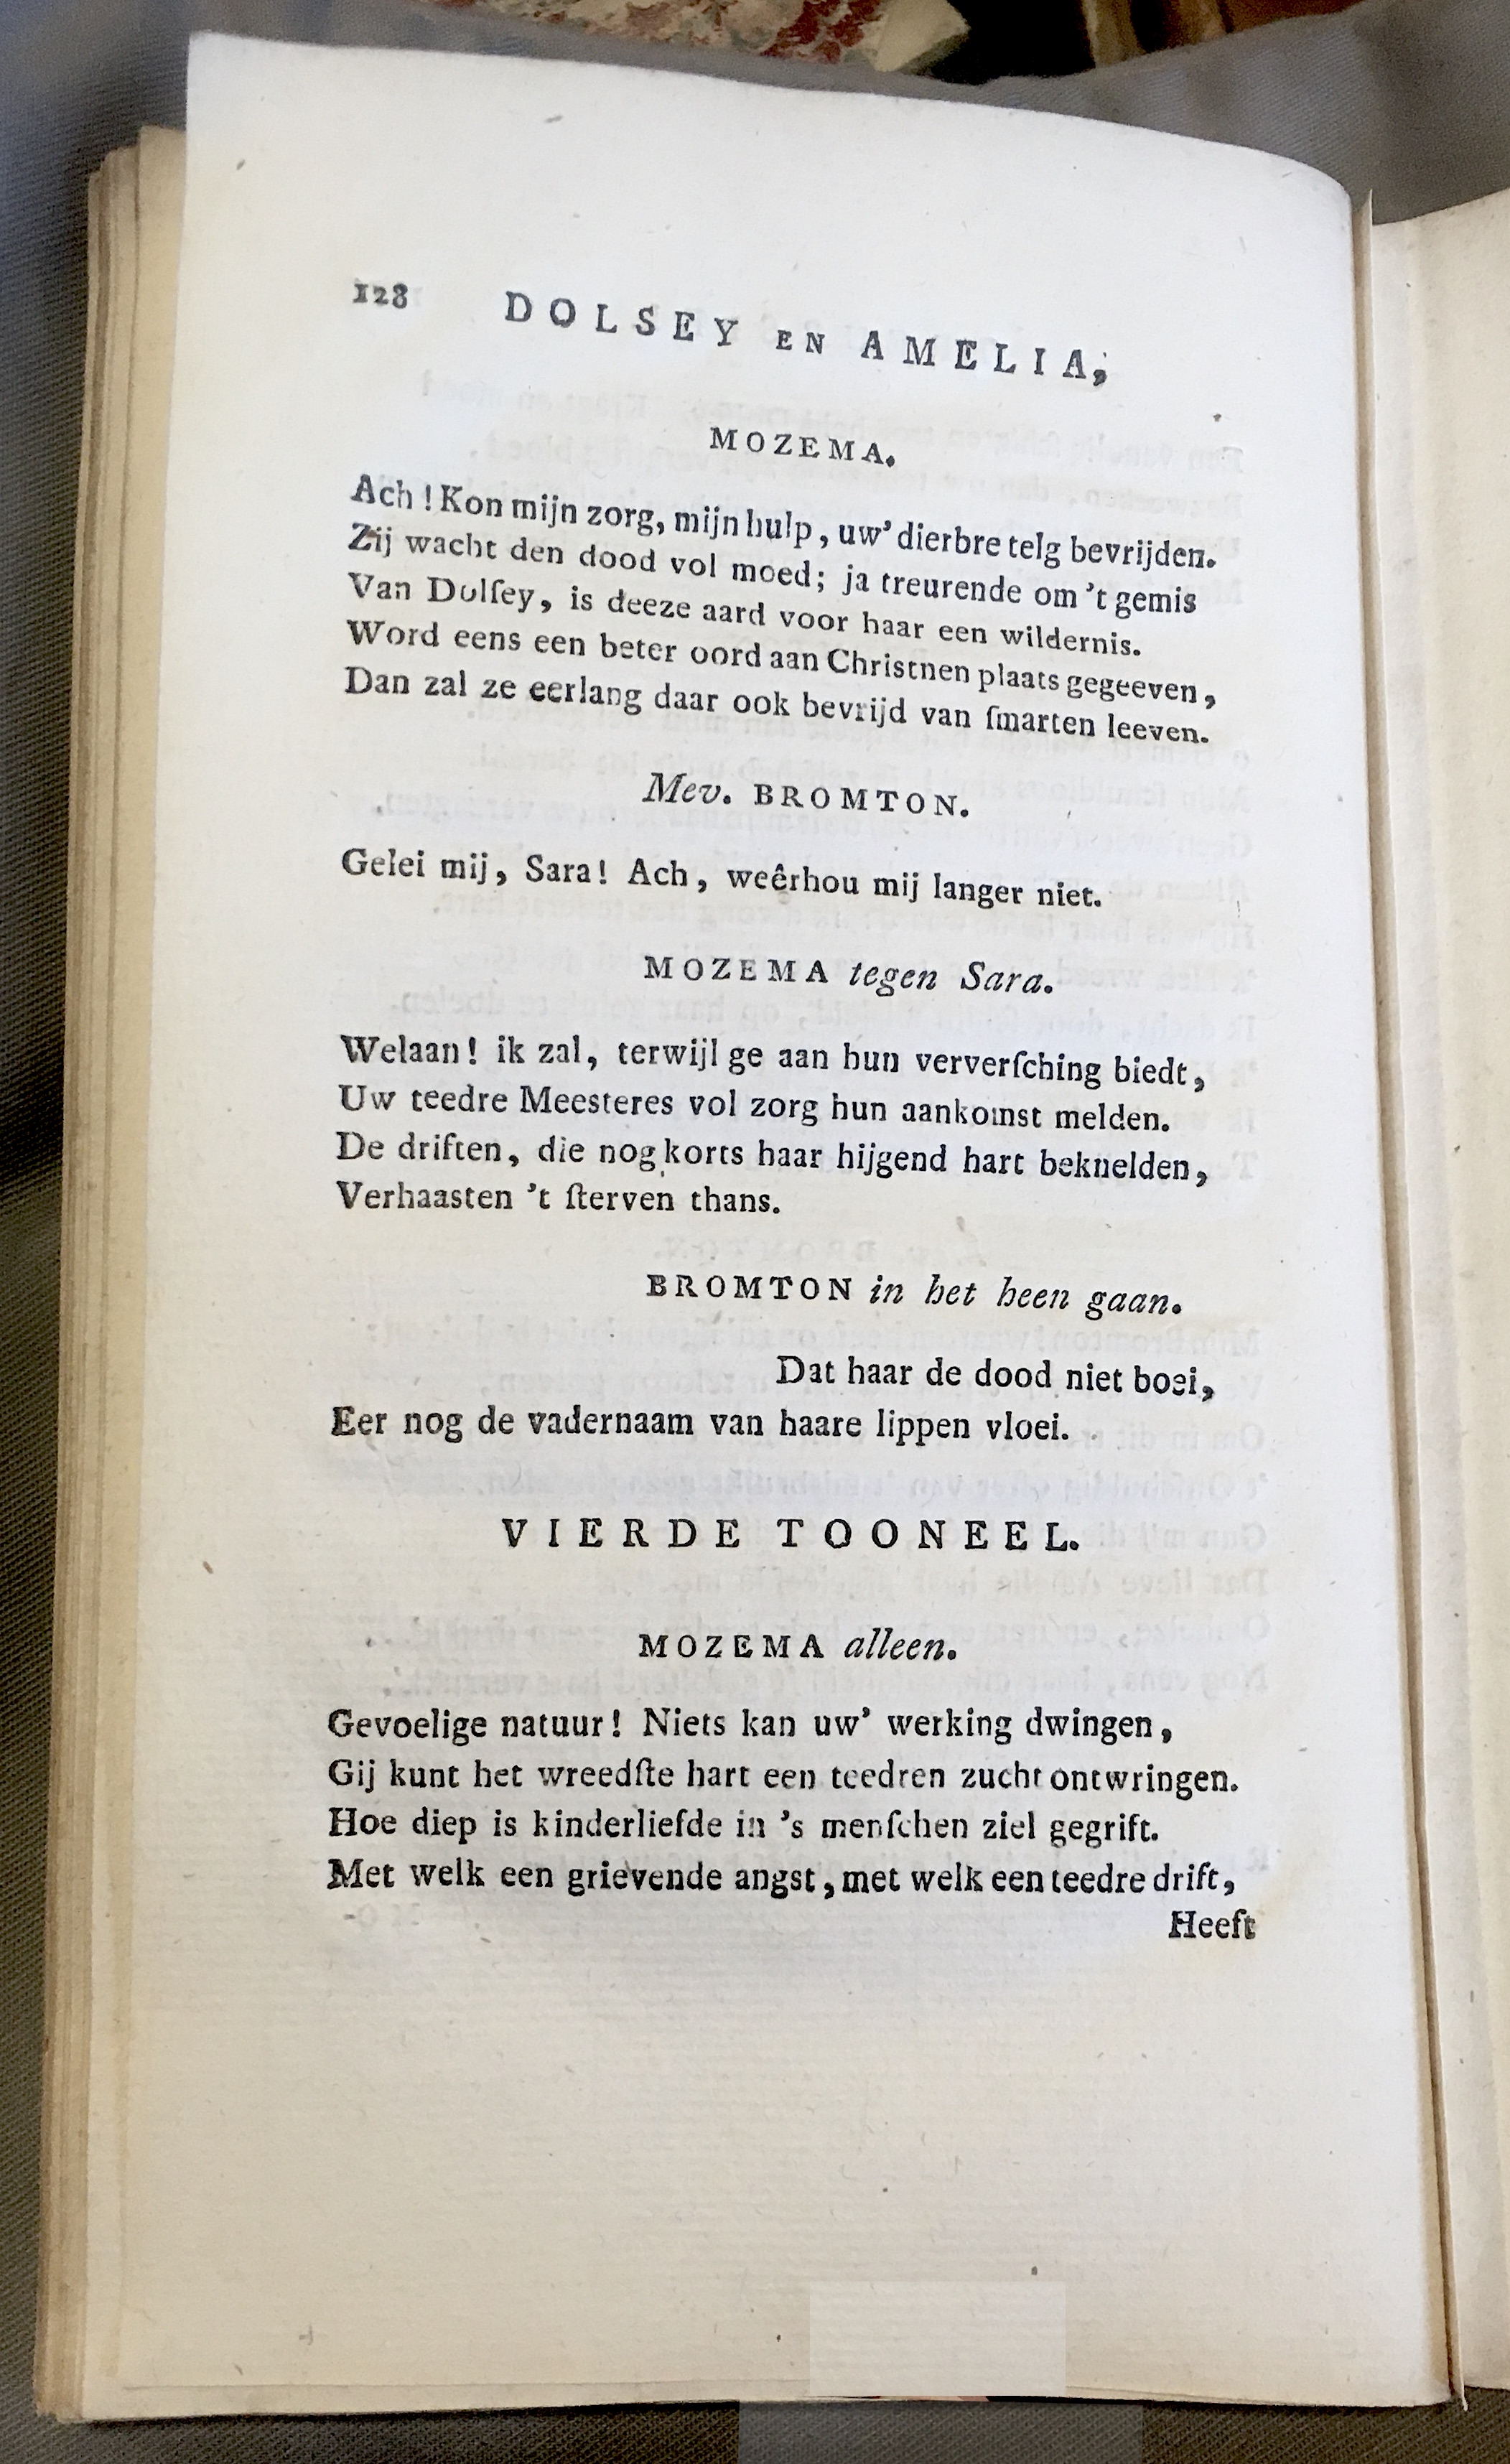 128 DOLSEY EN AMELIA,
MOZEMA.
Ach! Kon mijn zorg, mijn hulp, uw' dierbre telg bevrijden.
Zij wacht den dood vol moed; ja treurende om 't gemis
Van Dolſey, is deeze aard voor haar een wildernis.
Word eens een beter oord aan Christnen plaats gegeeven,
Dan zal ze eerlang daar ook bevrijd van ſmarten leeven.
Mev. BROMTON.
Gelei mij, Sara! Ach, weêrhou mij langer niet.
MOZEMA tegen Sara.
Welaan! ik zal, terwijl ge aan hun ververſching biedt,
Uw teedre Meesteres vol zorg hun aankomst melden.
De driften, die nog korts haar hijgend hart beknelden,
Verhaasten 't ſterven thans.
BROMTON in het heen gaan.
Dat haar de dood niet boei,
Eer nog de vadernaam van haare lippen vloei.
VIERDE TOONEEL.
MOZEMA alleen.
Gevoelige natuur! Niets kan uw' werking dwingen,
Gij kunt het wreedſte hart een teedren zucht ontwringen.
Hoe diep is kinderliefde in 's menſchen ziel gegrift.
Met welk een grievende angst, met welk een teedre drift,
Heeft